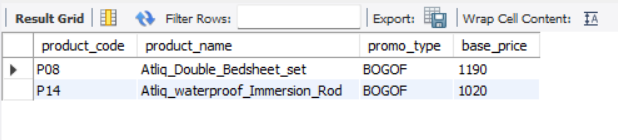 Result Grid Filter Rows: Export: Wrap Cell Content: IA
product_code product_name promo_type base_price
P08 Atliq_Double_Bedsheet_set BOGOF 1190
P14 Atliq_waterproof_Immersion_Rod BOGOF 1020